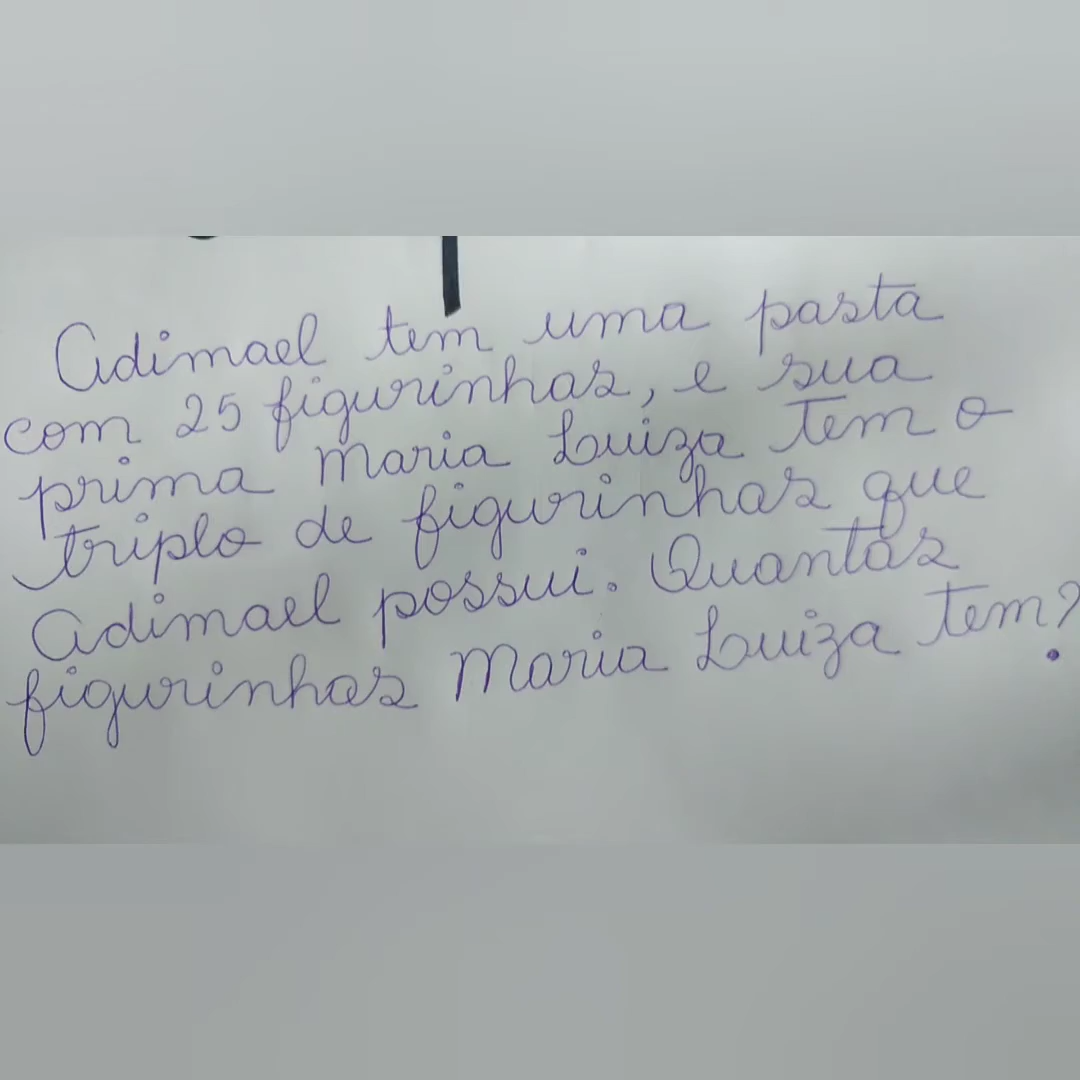 Adimael tem uma pasta
com 25 figurinhas, e sua
prima Maria Luiza tem o
triplo de figurinhas que
Adimael possui. Quantas
figurinhas Maria Luiza tem?